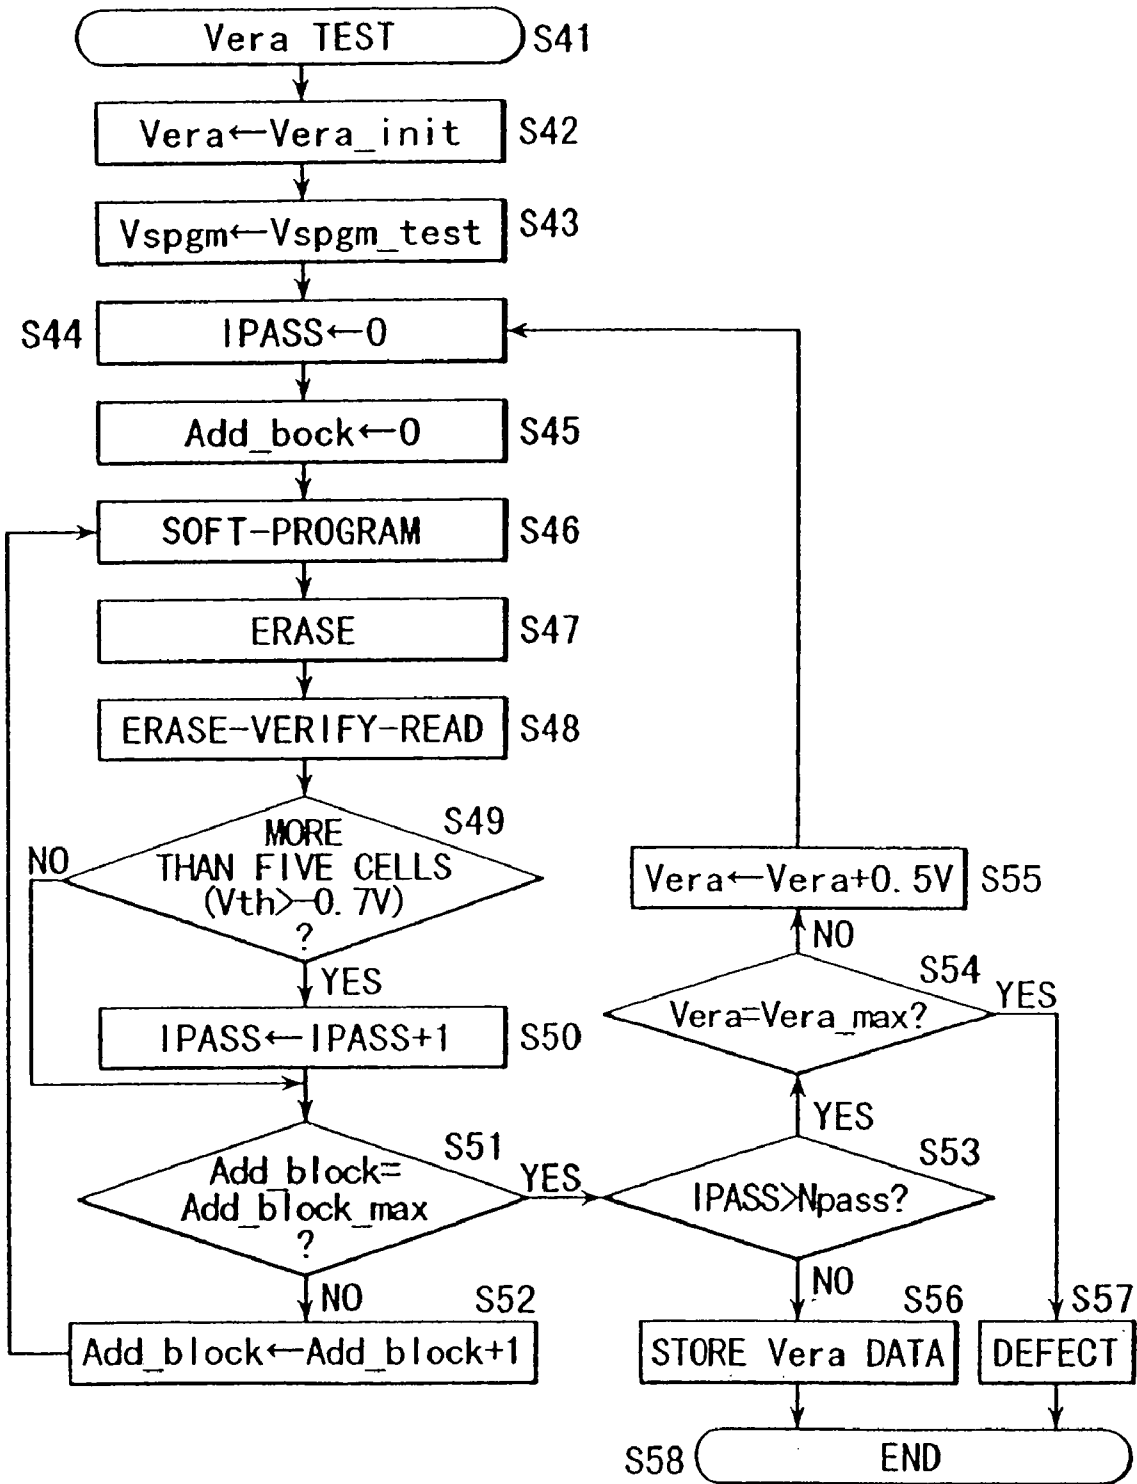 Vera TEST
S41
Vera←Vera_init
S42
Vspgm←Vspgm_test
S43
S44
IPASS←0
Add_bock←0
S45
SOFT-PROGRAM
S46
ERASE
S47
ERASE-VERIFY-READ
S48
S49
MORE
THAN FIVE CELLS
(Vth>-0.7V)
?
NO
YES
IPASS←IPASS+1
S50
S51
Add_block=
Add_block_max
?
YES
NO
S52
Add_block←Add_block+1
S53
IPASS>Npass?
YES
NO
S54
Vera=Vera_max?
YES
NO
Vera←Vera+0.5V
S55
S56
STORE Vera DATA
S57
DEFECT
S58
END